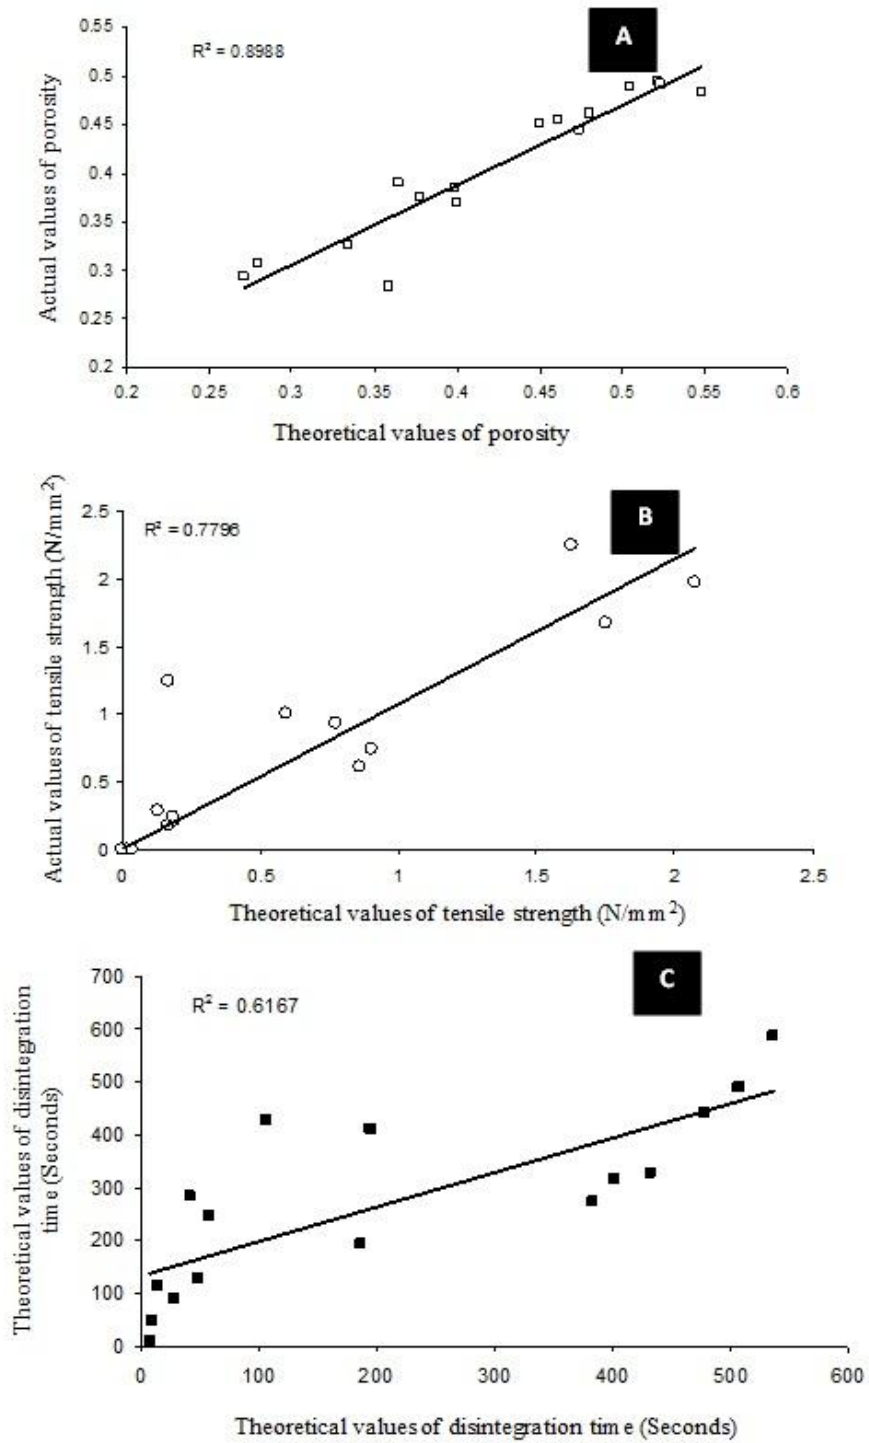 0.55
R² = 0.8988
A
0.5
0.45
0.4
0.35
0.3
0.25
0.2
Actual values of porosity
0.2 0.25 0.3 0.35 0.4 0.45 0.5 0.55 0.6
Theoretical values of porosity
2.5
R² = 0.7796
B
2
1.5
1
0.5
0
Actual values of tensile strength (N/mm²)
0 0.5 1 1.5 2 2.5
Theoretical values of tensile strength (N/mm²)
700
R² = 0.6167
C
600
500
400
300
200
100
0
Theoretical values of disintegration
time (Seconds)
0 100 200 300 400 500 600
Theoretical values of disintegration time (Seconds)